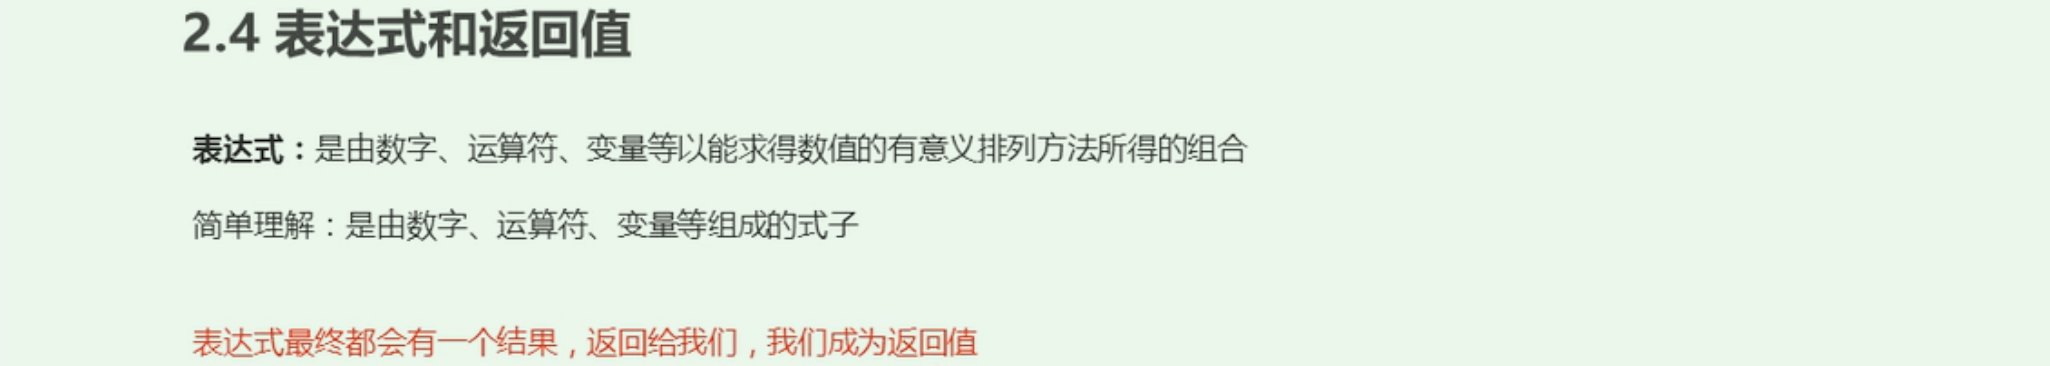 2.4 表达式和返回值
表达式：是由数字、运算符、变量等以能求得数值的有意义排列方法所得的组合
简单理解：是由数字、运算符、变量等组成的式子
表达式最终都会有一个结果，返回给我们，我们成为返回值